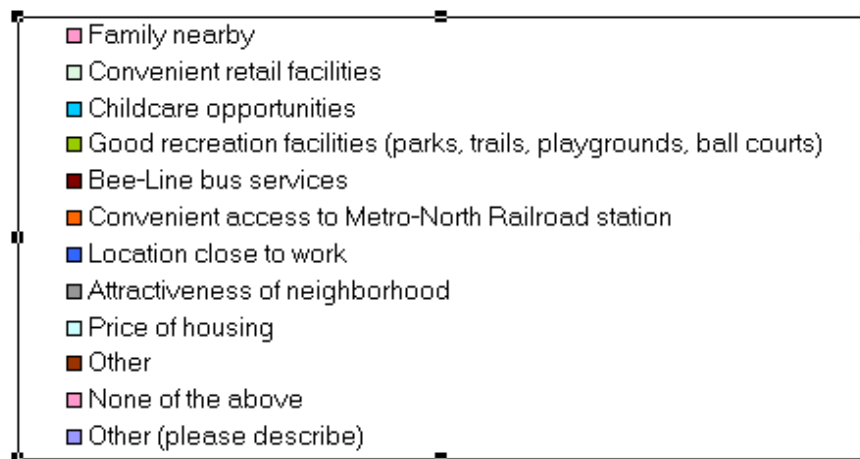 Family nearby
Convenient retail facilities
Childcare opportunities
Good recreation facilities (parks, trails, playgrounds, ball courts)
Bee-Line bus services
Convenient access to Metro-North Railroad station
Location close to work
Attractiveness of neighborhood
Price of housing
Other
None of the above
Other (please describe)